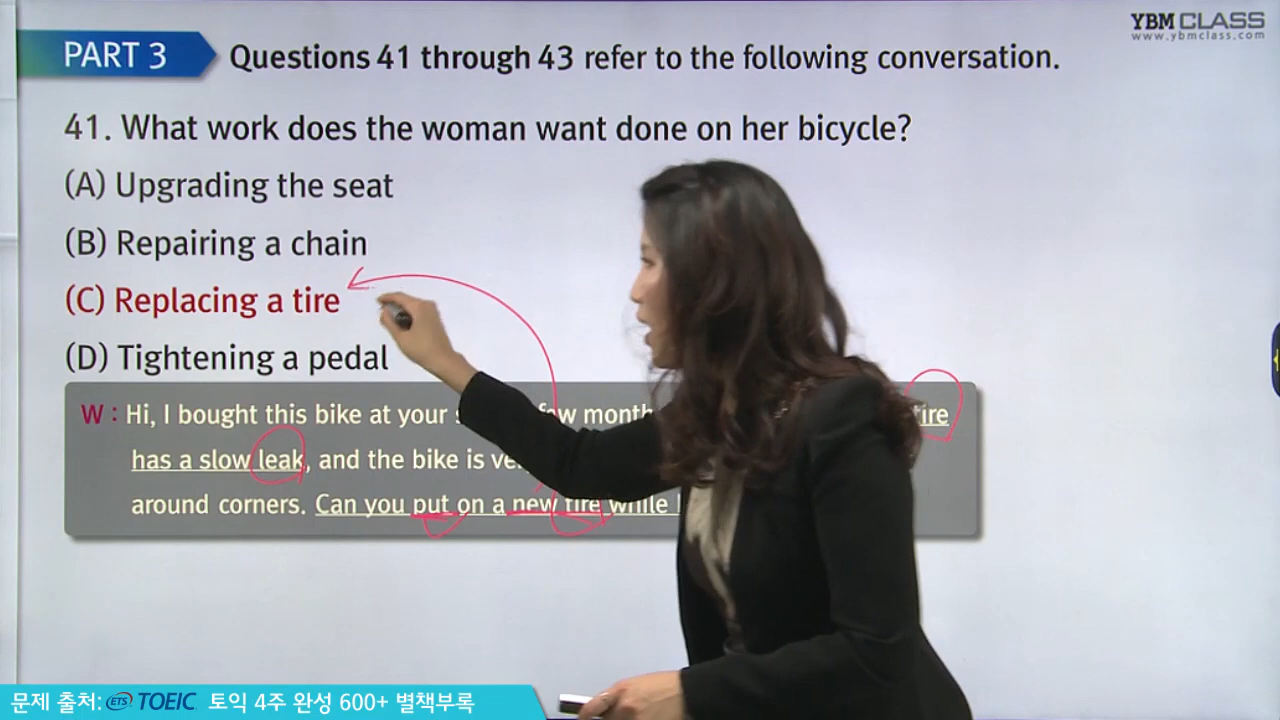 YBM CLASS
www.ybmclass.com
PART 3 Questions 41 through 43 refer to the following conversation.
41. What work does the woman want done on her bicycle?
(A) Upgrading the seat
(B) Repairing a chain
(C) Replacing a tire
(D) Tightening a pedal
W : Hi, I bought this bike at your few month tire
has a slow leak, and the bike is
around corners. Can you put on a new tire while
문제 출처: ETS TOEIC 토익 4주 완성 600+ 별책부록